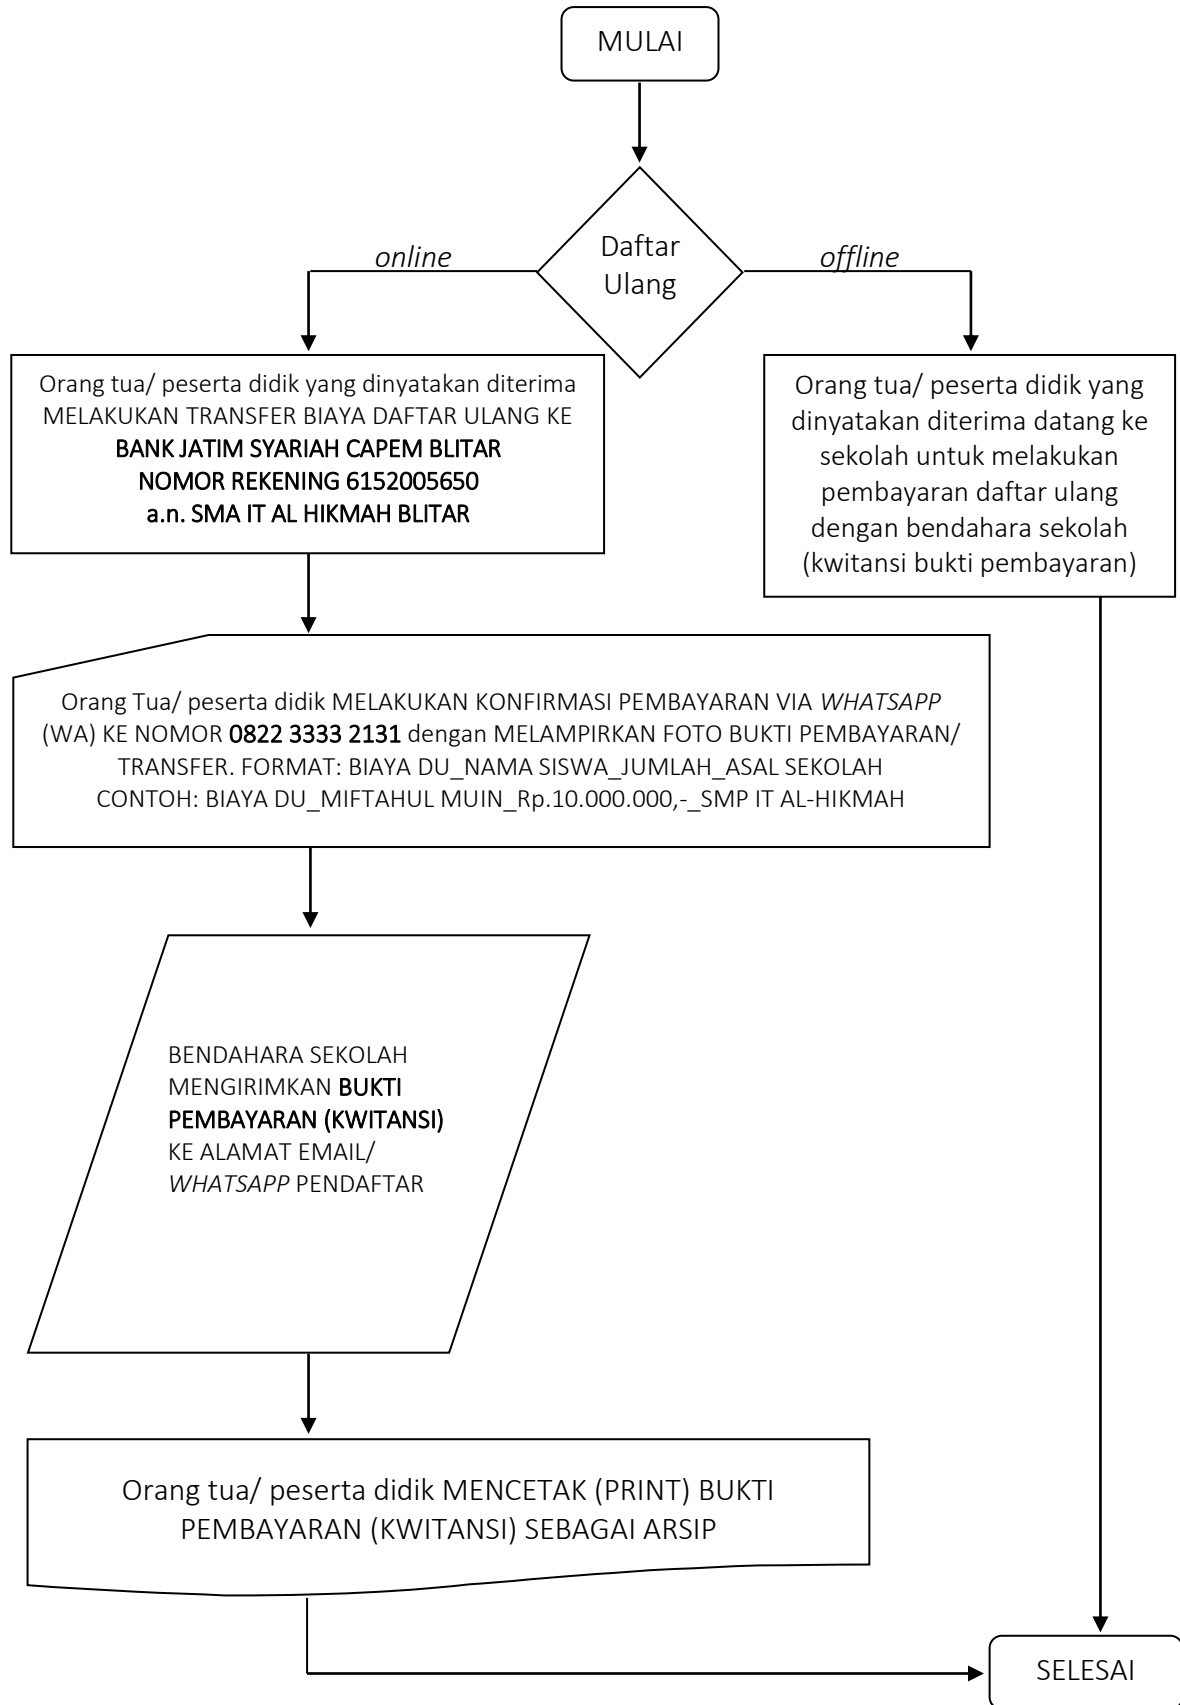 MULAI
Daftar
Ulang
online
offline
Orang tua/ peserta didik yang dinyatakan diterima
MELAKUKAN TRANSFER BIAYA DAFTAR ULANG KE
BANK JATIM SYARIAH CAPEM BLITAR
NOMOR REKENING 6152005650
a.n. SMA IT AL HIKMAH BLITAR
Orang tua/ peserta didik yang
dinyatakan diterima datang ke
sekolah untuk melakukan
pembayaran daftar ulang
dengan bendahara sekolah
(kwitansi bukti pembayaran)
Orang Tua/ peserta didik MELAKUKAN KONFIRMASI PEMBAYARAN VIA WHATSAPP
(WA) KE NOMOR 0822 3333 2131 dengan MELAMPIRKAN FOTO BUKTI PEMBAYARAN/
TRANSFER. FORMAT: BIAYA DU_NAMA SISWA_JUMLAH_ASAL SEKOLAH
CONTOH: BIAYA DU_MIFTAHUL MUIN_Rp.10.000.000,-_SMP IT AL-HIKMAH
BENDAHARA SEKOLAH
MENGIRIMKAN BUKTI
PEMBAYARAN (KWITANSI)
KE ALAMAT EMAIL/
WHATSAPP PENDAFTAR
Orang tua/ peserta didik MENCETAK (PRINT) BUKTI
PEMBAYARAN (KWITANSI) SEBAGAI ARSIP
SELESAI